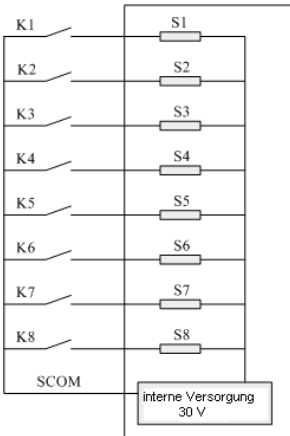 K1 S1
K2 S2
K3 S3
K4 S4
K5 S5
K6 S6
K7 S7
K8 S8
SCOM
interne Versorgung
30 V